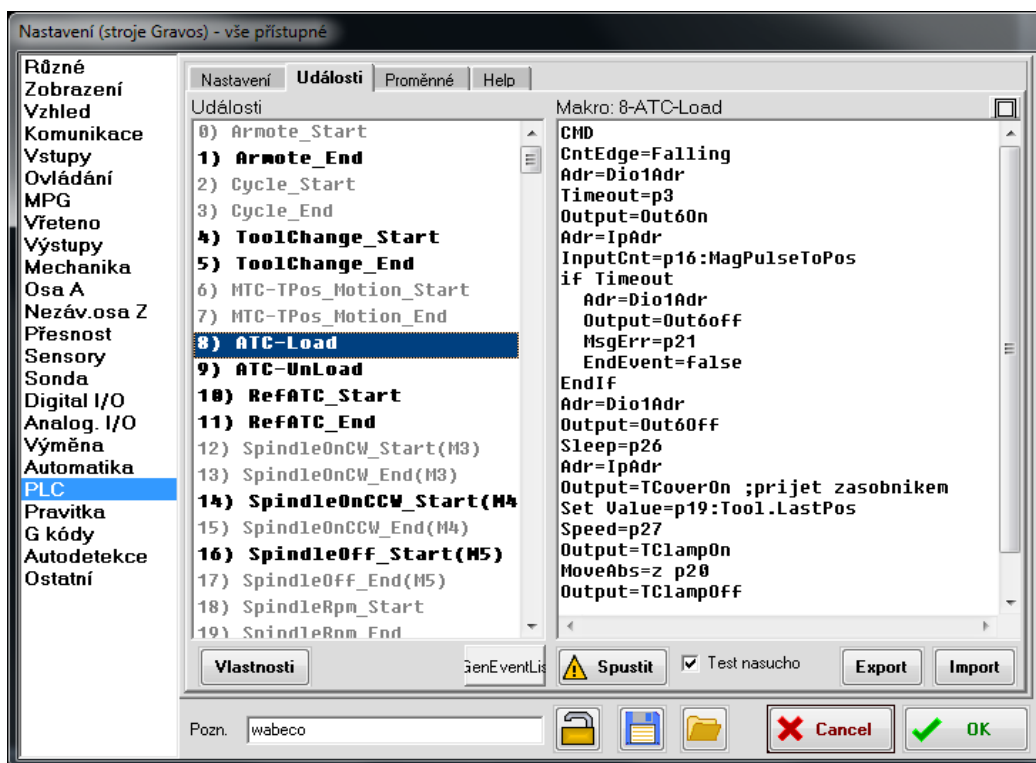 Nastavení (stroje Gravos) - vše přístupné
Různé
Zobrazení
Vzhled
Komunikace
Vstupy
Ovládání
MPG
Vřeteno
Výstupy
Mechanika
Osa A
Nezáv.osa Z
Přesnost
Sensory
Sonda
Digital I/O
Analog. I/O
Výměna
Automatika
PLC
Pravitka
G kódy
Autodetekce
Ostatní
Nastavení Události Proměnné Help
Události
0) Armote_Start
1) Armote_End
2) Cycle_Start
3) Cycle_End
4) ToolChange_Start
5) ToolChange_End
6) MTC-TPos_Motion_Start
7) MTC-TPos_Motion_End
8) ATC-Load
9) ATC-UnLoad
10) RefATC_Start
11) RefATC_End
12) SpindleOnCW_Start(M3)
13) SpindleOnCW_End(M3)
14) SpindleOnCCW_Start(M4
15) SpindleOnCCW_End(M4)
16) SpindleOff_Start(M5)
17) SpindleOff_End(M5)
18) SpindleRpm_Start
19) SpindleRpm_End
Makro: 8-ATC-Load
CMD
CntEdge=Falling
Adr=Dio1Adr
Timeout=p3
Output=Out6On
Adr=IpAdr
InputCnt=p16:MagPulseToPos
if Timeout
Adr=Dio1Adr
Output=Out6off
MsgErr=p21
EndEvent=false
EndIf
Adr=Dio1Adr
Output=Out6Off
Sleep=p26
Adr=IpAdr
Output=TCoverOn ;prijet zasobnikem
Set Value=p19:Tool.LastPos
Speed=p27
Output=TClampOn
MoveAbs=z p20
Output=TClampOff
Vlastnosti GenEventLis Spustit Test nasucho Export Import
Pozn. wabeco Cancel OK